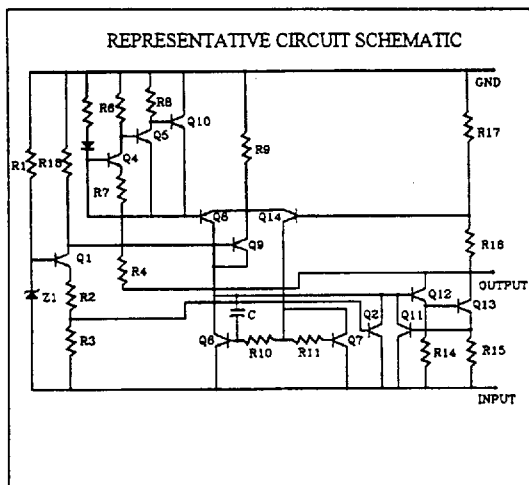 REPRESENTATIVE CIRCUIT SCHEMATIC
GND
R6
R8
Q10
R17
R1
R18
Q5
R9
Q4
R7
Q8
Q14
Q1
Q9
R16
R4
OUTPUT
Z1
R2
Q12
Q13
C
Q2
Q11
R3
Q6
Q7
R10
R11
R14
R15
INPUT